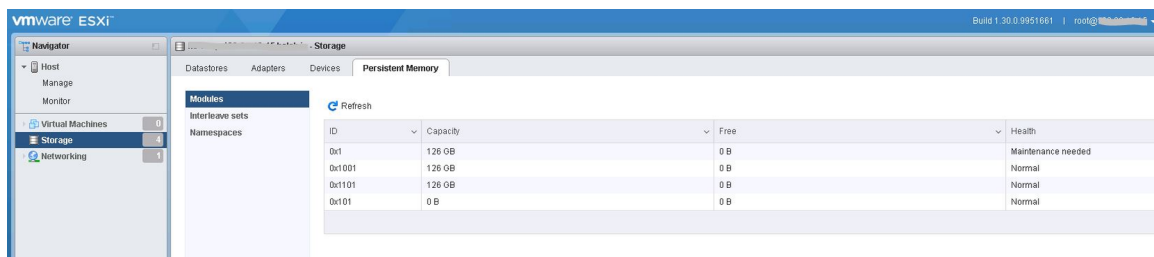 vmware ESXi™
Build 1.30.0.9951661 | root@
Navigator
Host
Manage
Monitor
Virtual Machines 0
Storage 4
Networking 1
- Storage
Datastores Adapters Devices Persistent Memory
Modules
Interleave sets
Namespaces
Refresh
ID Capacity Free Health
0x1 126 GB 0 B Maintenance needed
0x1001 126 GB 0 B Normal
0x1101 126 GB 0 B Normal
0x101 0 B 0 B Normal